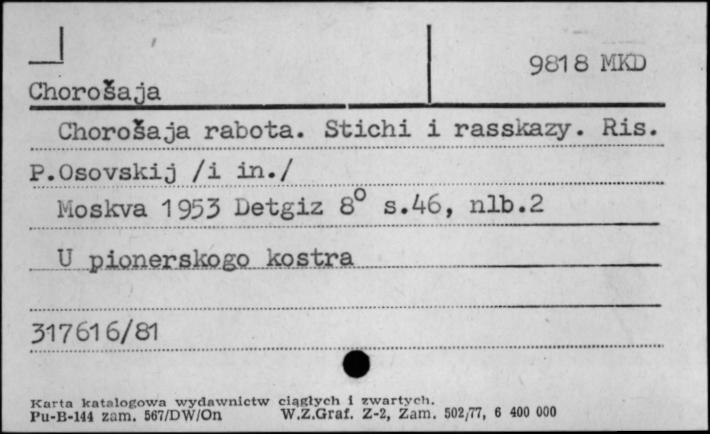 9818 MKD
Chorošaja
Chorošaja rabota. Stichi i rasskazy. Ris.
P.Osovskij /i in./
Moskva 1953 Detgiz 8° s.46, nlb.2
U pionerskogo kostra
317616/81
Karta katalogowa wydawnictw ciągłych i zwartych.
Pu-B-144 zam. 567/DW/On W.Z.Graf. Z-2, Zam. 502/77, 6 400 000